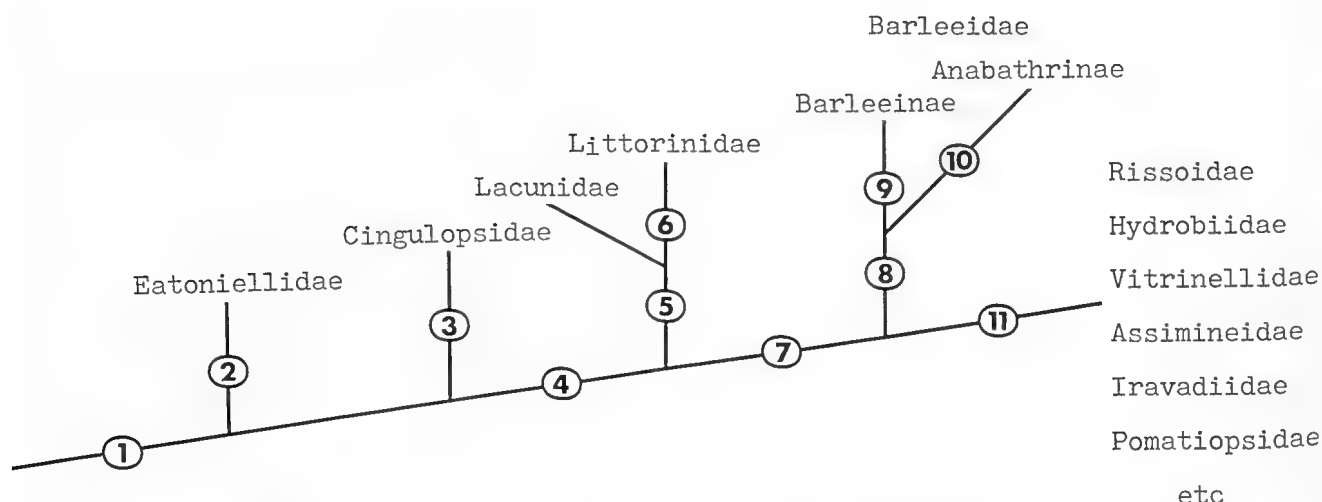 Barleeidae
Anabathrinae
Barleeinae
Littorinidae
Lacunidae
Cingulopsidae
Eatoniellidae
Rissoidae
Hydrobiidae
Vitrinellidae
Assimineidae
Iravadiidae
Pomatiopsidae
etc
1
2
3
4
5
6
7
8
9
10
11